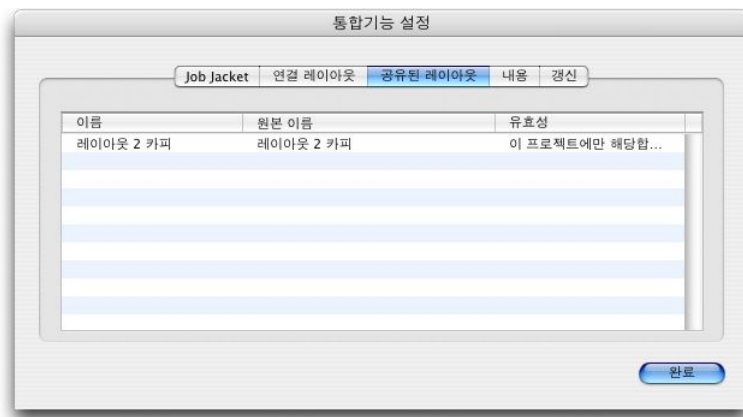 통합기능 설정
Job Jacket 연결 레이아웃 공유된 레이아웃 내용 갱신
이름 원본 이름 유효성
레이아웃 2 카피 레이아웃 2 카피 이 프로젝트에만 해당합...
완료